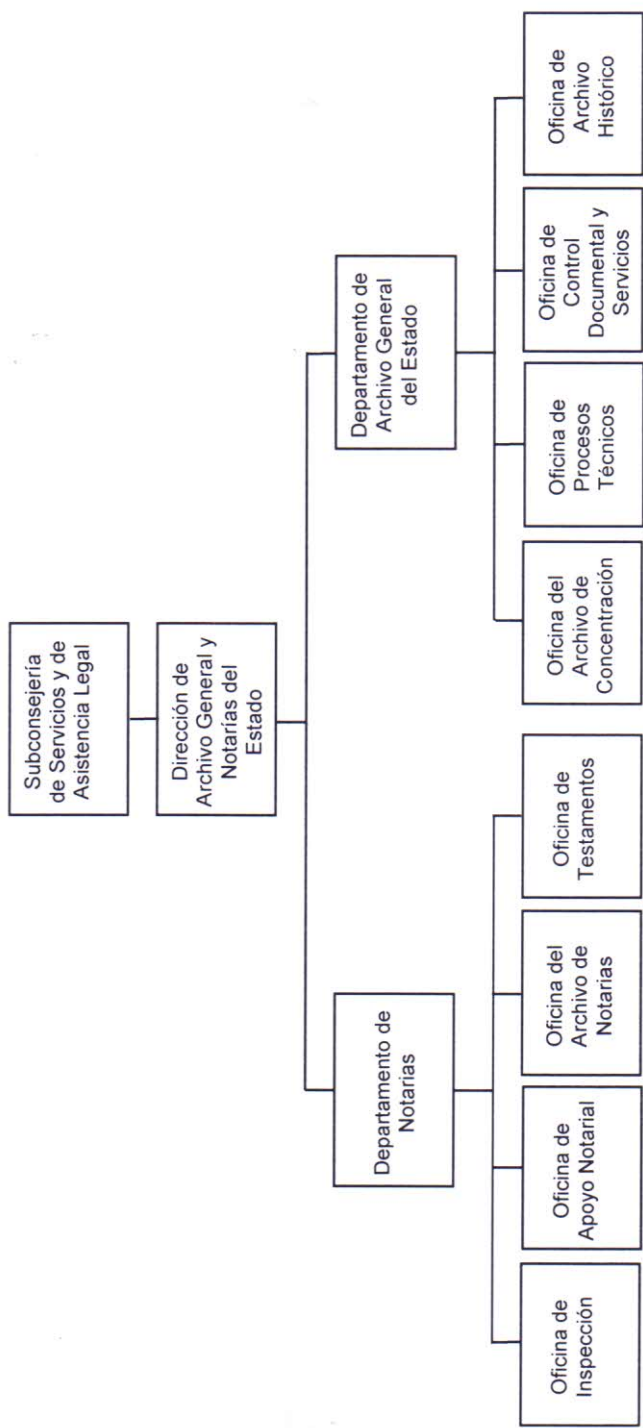 Subconsejería
de Servicios y de
Asistencia Legal
Dirección de
Archivo General y
Notarías del
Estado
Departamento de
Notarias
Departamento de
Archivo General
del Estado
Oficina de
Inspección
Oficina de
Apoyo Notarial
Oficina del
Archivo de
Notarias
Oficina de
Testamentos
Oficina del
Archivo de
Concentración
Oficina de
Procesos
Técnicos
Oficina de
Control
Documental y
Servicios
Oficina de
Archivo
Histórico